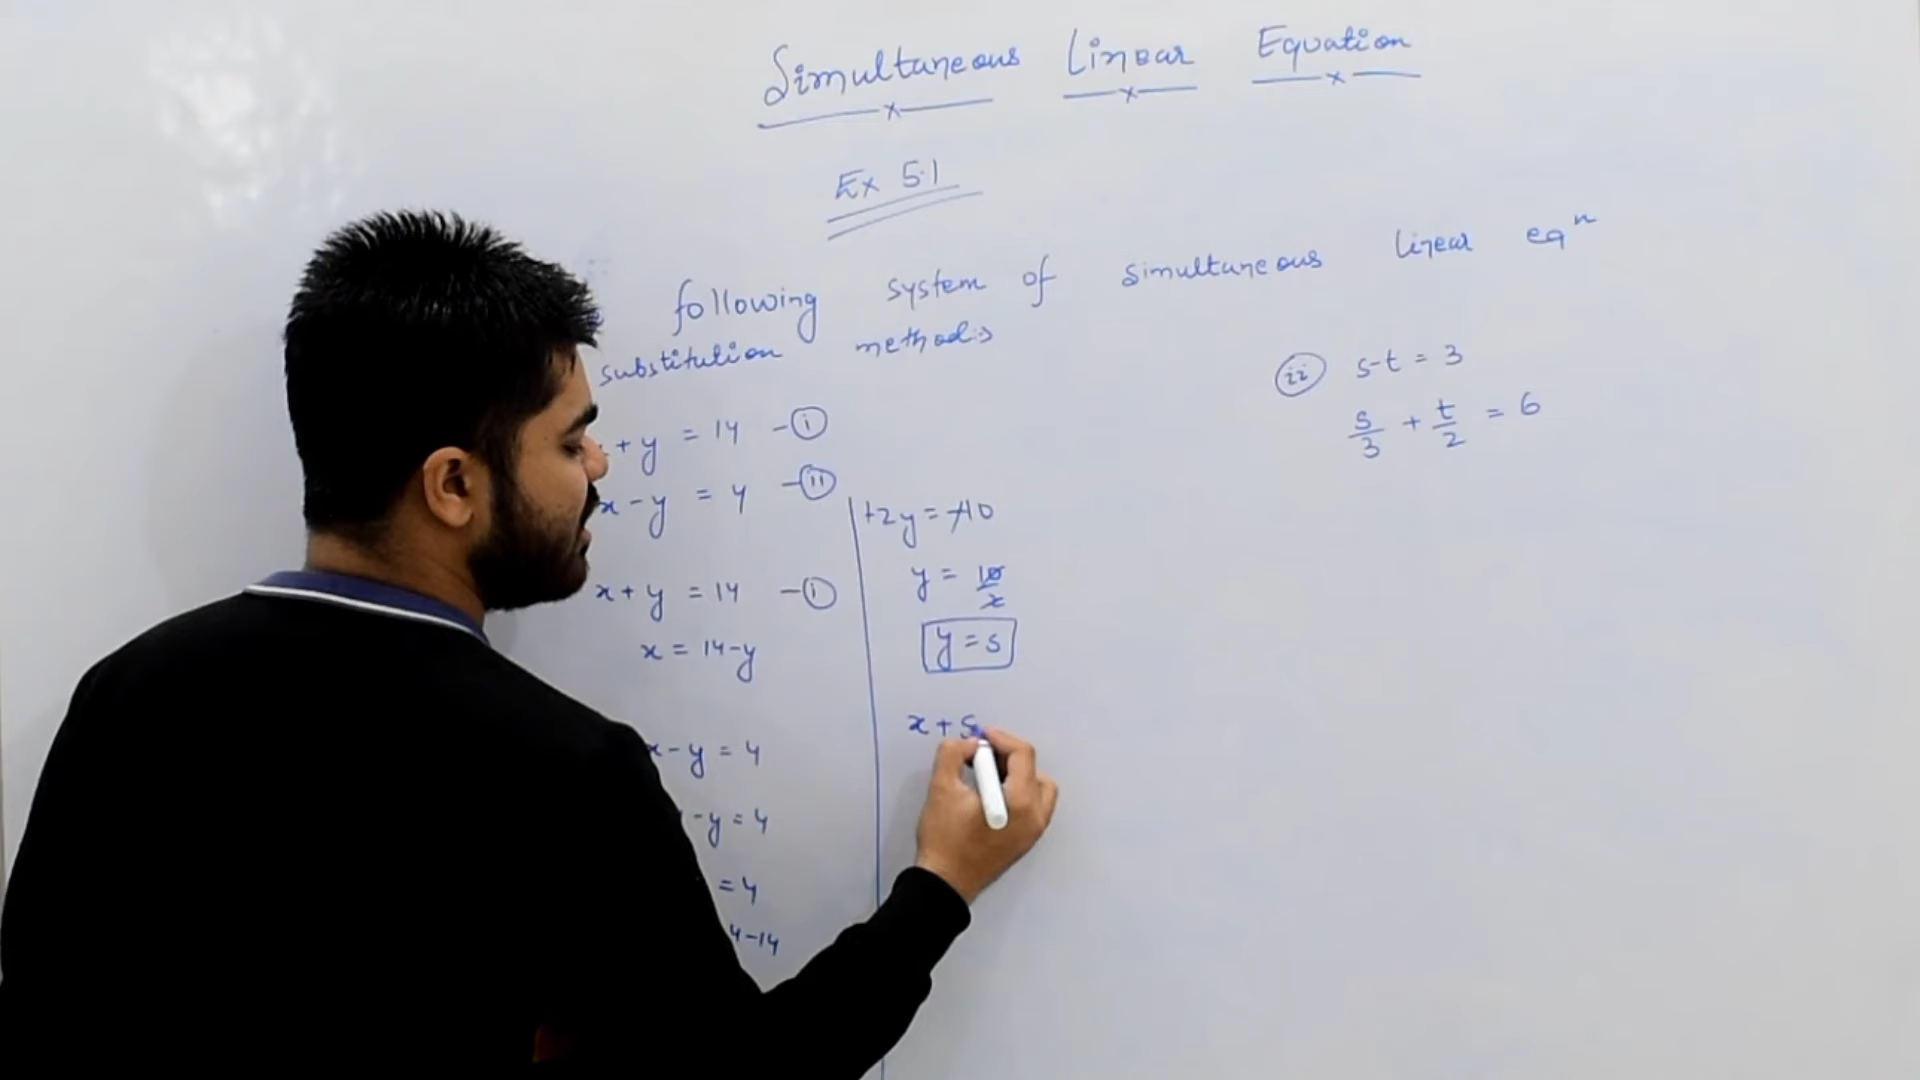 Simultaneous Linear Equation
Ex 5.1
following system of simultaneous linear eqⁿ
substitution methods
+ y = 14 - (i)
x - y = 4 - (ii)
x + y = 14 - (i)
x = 14 - y
x - y = 4
- y = 4
= 4
4 - 14
+2y = +10
y = 10/2
y = 5
x + 5
(ii) s - t = 3
s/3 + t/2 = 6